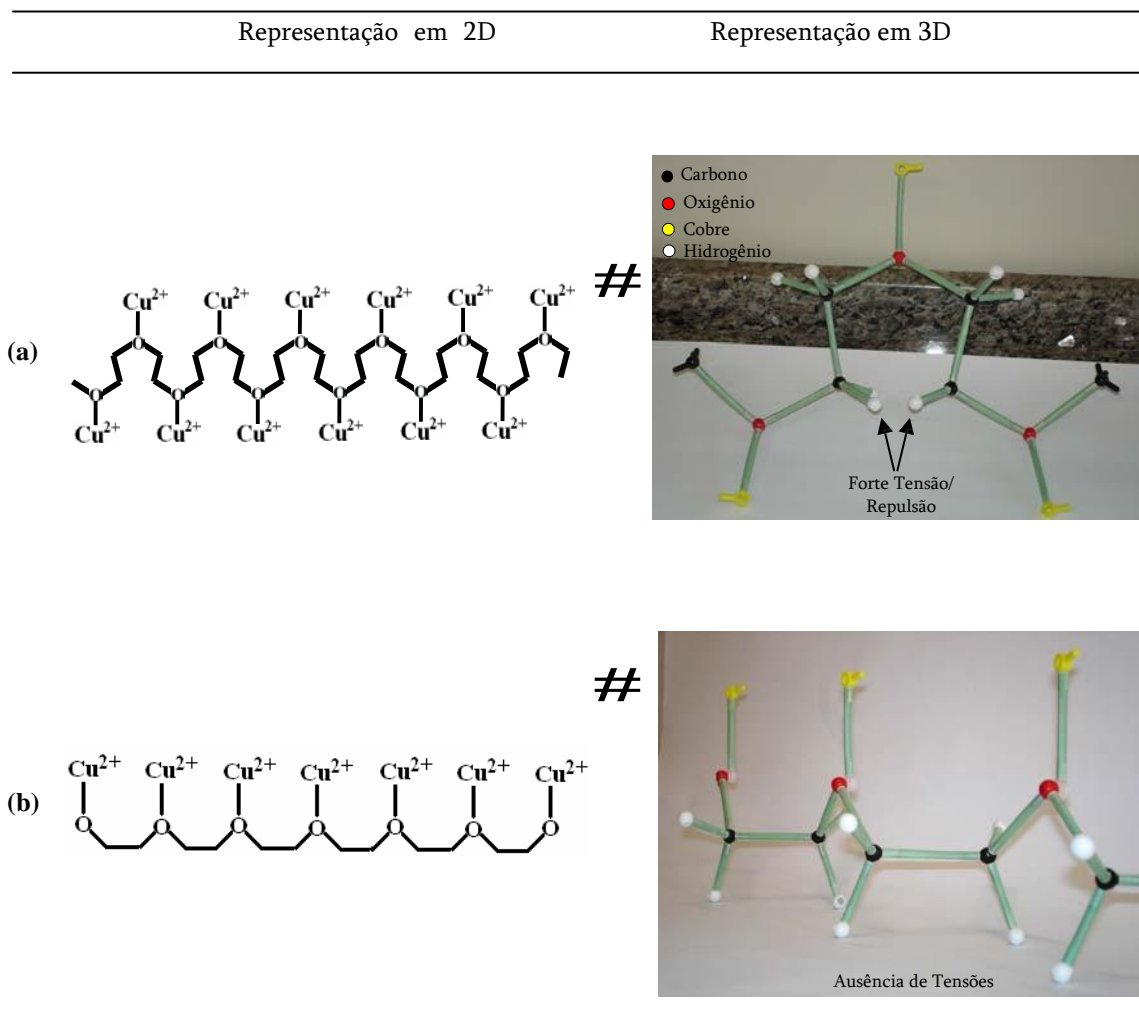 Representação em 2D Representação em 3D
Carbono
Oxigênio
Cobre
Hidrogênio
#
Cu²⁺ Cu²⁺ Cu²⁺ Cu²⁺ Cu²⁺ Cu²⁺
(a)
O O O O O O
O O O O O O
Cu²⁺ Cu²⁺ Cu²⁺ Cu²⁺ Cu²⁺ Cu²⁺
Forte Tensão/
Repulsão
#
Cu²⁺ Cu²⁺ Cu²⁺ Cu²⁺ Cu²⁺ Cu²⁺ Cu²⁺
(b)
O O O O O O O
Ausência de Tensões